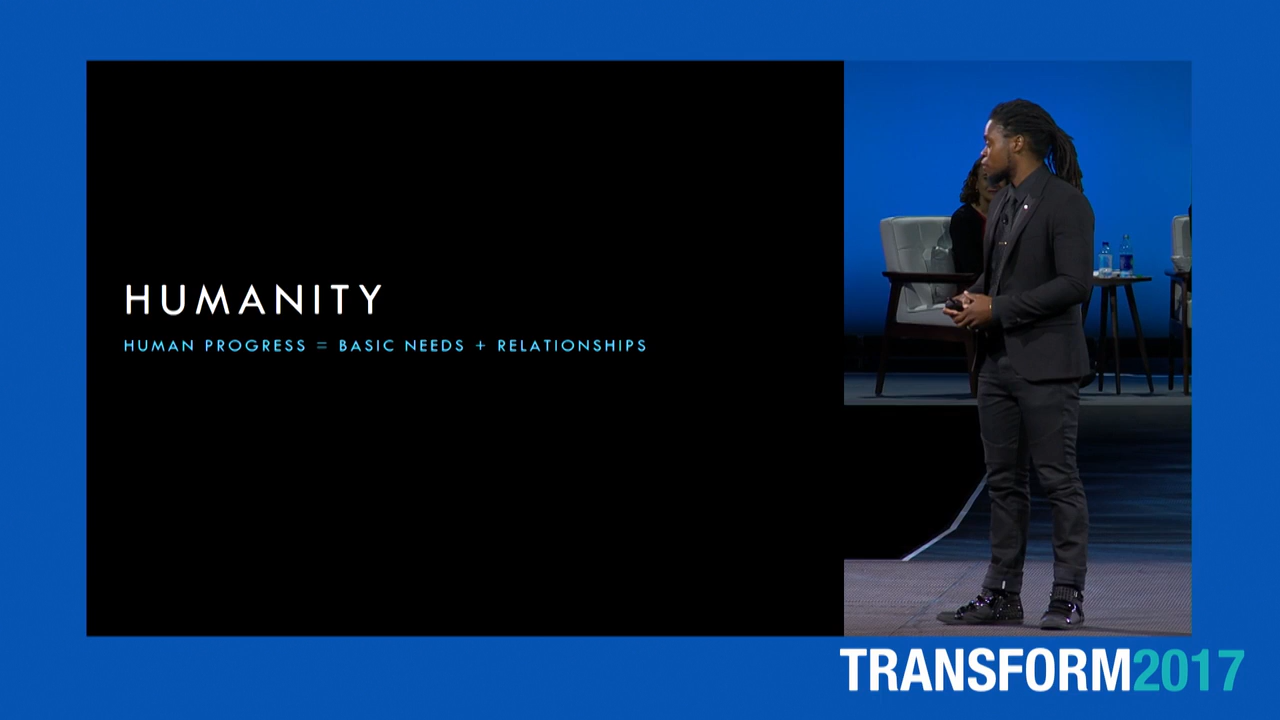 HUMANITY
HUMAN PROGRESS = BASIC NEEDS + RELATIONSHIPS
TRANSFORM2017